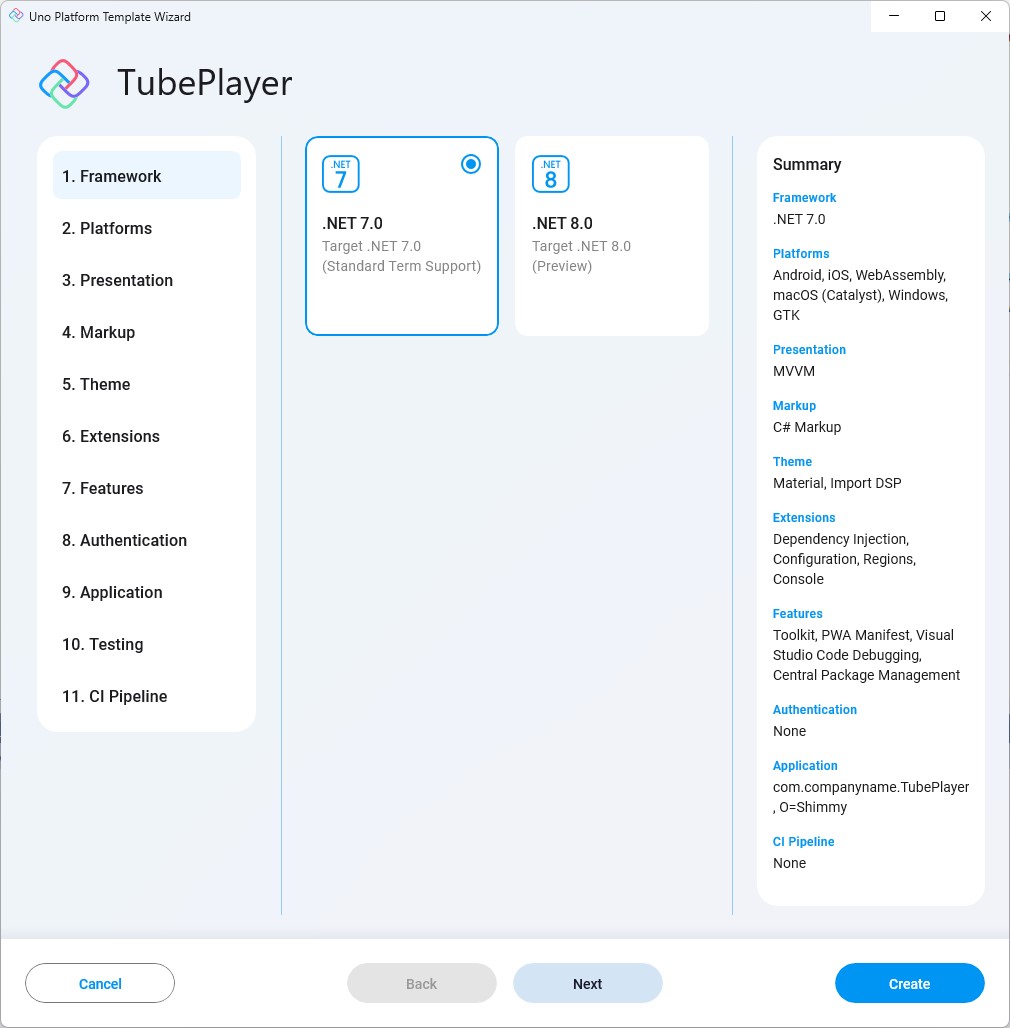 Uno Platform Template Wizard
TubePlayer
1. Framework
2. Platforms
3. Presentation
4. Markup
5. Theme
6. Extensions
7. Features
8. Authentication
9. Application
10. Testing
11. CI Pipeline
.NET
7
.NET 7.0
Target .NET 7.0
(Standard Term Support)
.NET
8
.NET 8.0
Target .NET 8.0
(Preview)
Summary
Framework
.NET 7.0
Platforms
Android, iOS, WebAssembly,
macOS (Catalyst), Windows,
GTK
Presentation
MVVM
Markup
C# Markup
Theme
Material, Import DSP
Extensions
Dependency Injection,
Configuration, Regions,
Console
Features
Toolkit, PWA Manifest, Visual
Studio Code Debugging,
Central Package Management
Authentication
None
Application
com.companyname.TubePlayer
, O=Shimmy
CI Pipeline
None
Cancel
Back
Next
Create